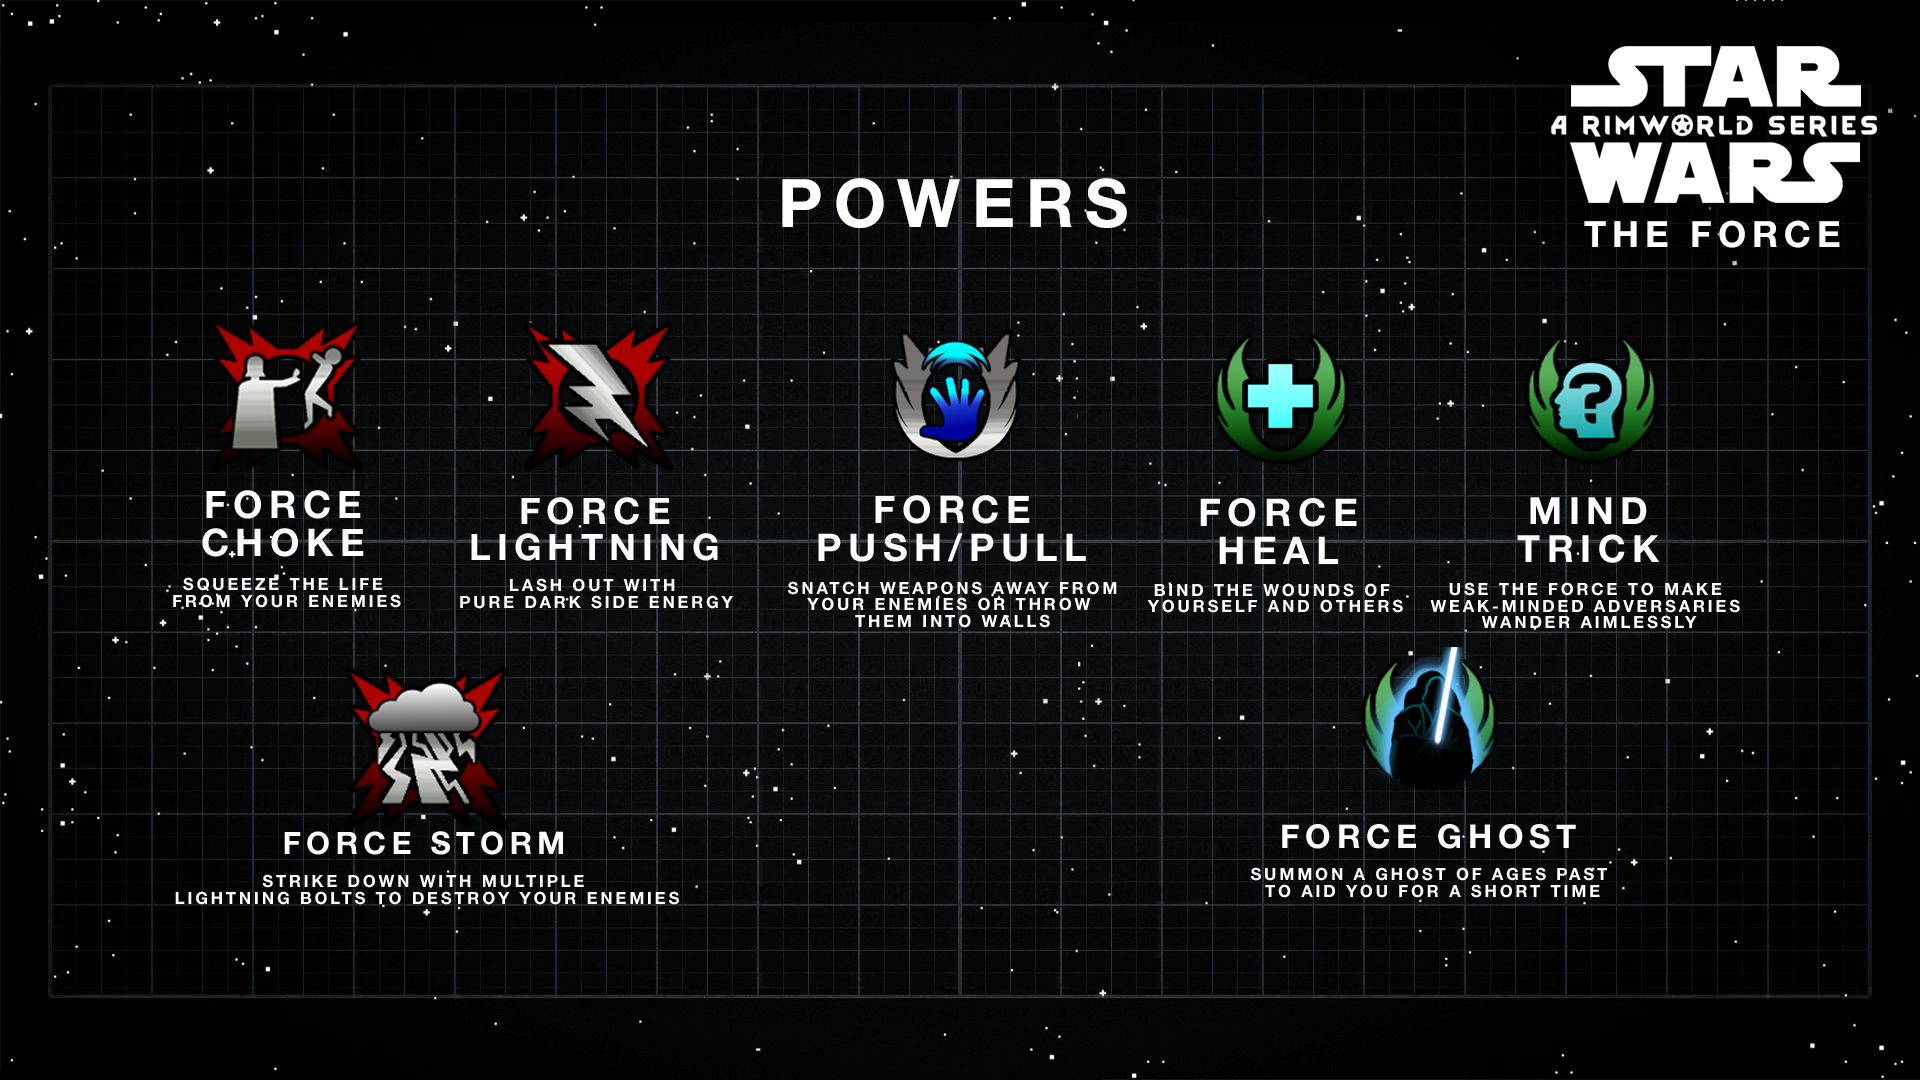 STAR
A RIMWORLD SERIES
WARS
THE FORCE
POWERS
FORCE
CHOKE
SQUEEZE THE LIFE
FROM YOUR ENEMIES
FORCE
LIGHTNING
LASH OUT WITH
PURE DARK SIDE ENERGY
FORCE
PUSH/PULL
SNATCH WEAPONS AWAY FROM
YOUR ENEMIES OR THROW
THEM INTO WALLS
FORCE
HEAL
BIND THE WOUNDS OF
YOURSELF AND OTHERS
MIND
TRICK
USE THE FORCE TO MAKE
WEAK-MINDED ADVERSARIES
WANDER AIMLESSLY
FORCE STORM
STRIKE DOWN WITH MULTIPLE
LIGHTNING BOLTS TO DESTROY YOUR ENEMIES
FORCE GHOST
SUMMON A GHOST OF AGES PAST
TO AID YOU FOR A SHORT TIME